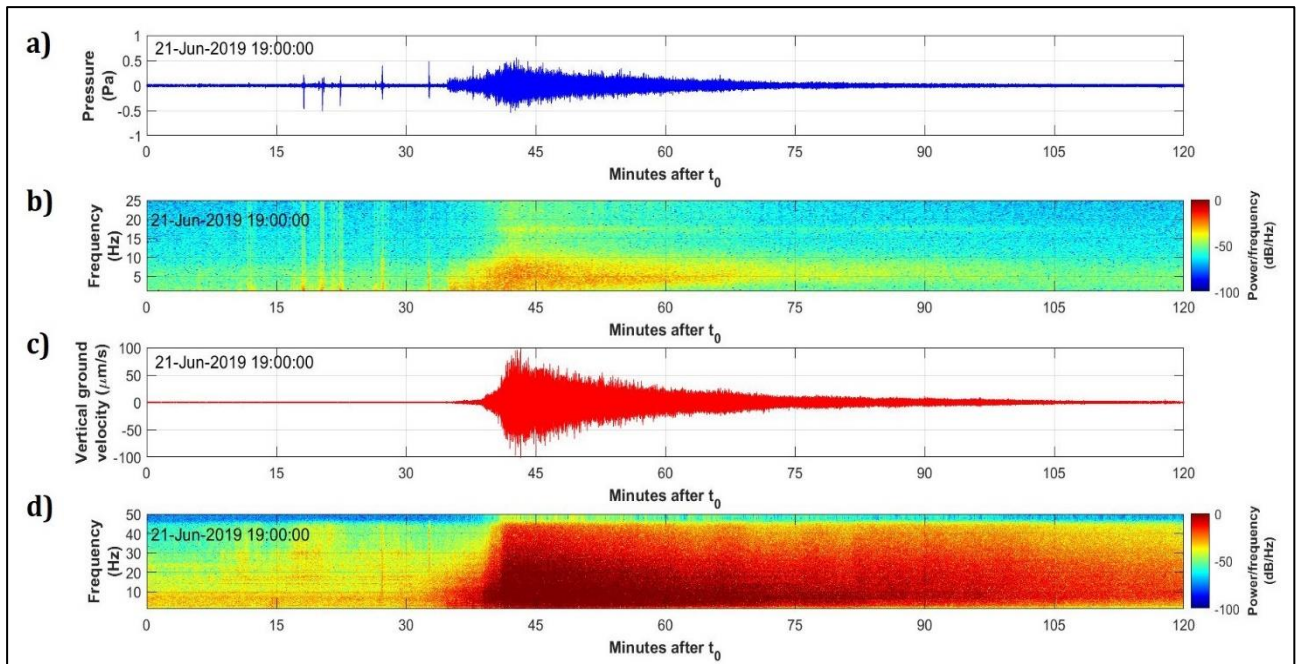 a)
21-Jun-2019 19:00:00
Pressure
(Pa)
1
0.5
0
-0.5
-1
0 15 30 45 60 75 90 105 120
Minutes after t0
b)
21-Jun-2019 19:00:00
Frequency
(Hz)
25
20
15
10
5
0 15 30 45 60 75 90 105 120
Minutes after t0
0
-50
-100
Power/frequency
(dB/Hz)
c)
21-Jun-2019 19:00:00
Vertical ground
velocity (μm/s)
100
50
0
-50
-100
0 15 30 45 60 75 90 105 120
Minutes after t0
d)
21-Jun-2019 19:00:00
Frequency
(Hz)
50
40
30
20
10
0 15 30 45 60 75 90 105 120
Minutes after t0
0
-50
-100
Power/frequency
(dB/Hz)